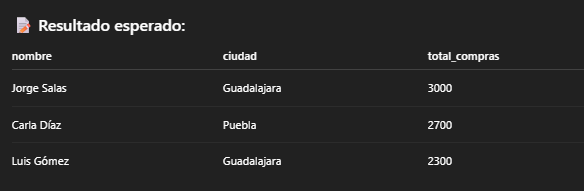 📝 Resultado esperado:
nombre ciudad total_compras
Jorge Salas Guadalajara 3000
Carla Díaz Puebla 2700
Luis Gómez Guadalajara 2300